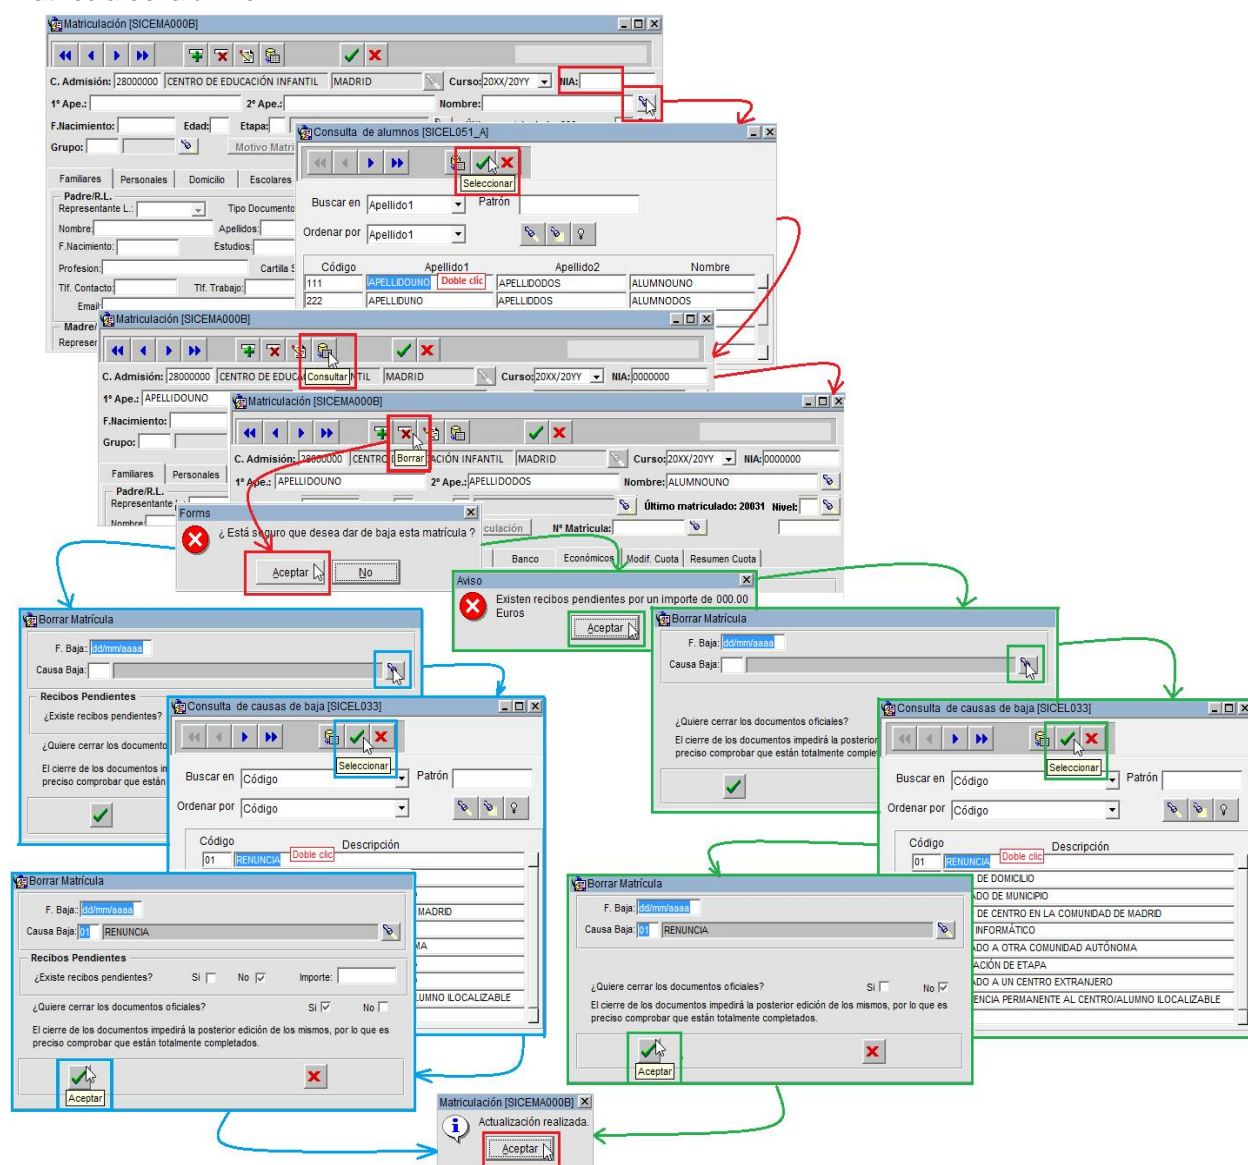 Matriculación [SICEMA000B]
C. Admisión: 28000000 CENTRO DE EDUCACIÓN INFANTIL MADRID Curso: 20XX/20YY NIA:
1º Ape.: 2º Ape.: Nombre:
F.Nacimiento: Edad: Etapa:
Grupo: Motivo Matri
Familiares Personales Domicilio Escolares
Padre/R.L.
Representante L.: Tipo Documento
Nombre: Apellidos:
F.Nacimiento: Estudios:
Profesion: Cartilla S
Tlf. Contacto: Tlf. Trabajo:
Email:
Madre/
Represen
Consulta de alumnos [SICEL051_A]
Seleccionar
Buscar en Apellido1 Patrón
Ordenar por Apellido1
Código Apellido1 Apellido2 Nombre
111 APELLIDOUNO Doble clic APELLIDODOS ALUMNOUNO
222 APELLIDUNO APELLIDDOS ALUMNODOS
Matriculación [SICEMA000B]
Consultar
C. Admisión: 28000000 CENTRO DE EDUCA NTIL MADRID Curso: 20XX/20YY NIA: 0000000
1º Ape.: APELLIDOUNO
F.Nacimiento:
Grupo:
Familiares Personales
Padre/R.L.
Representante
Nombre:
Matriculación [SICEMA000B]
Borrar
C. Admisión: 28000000 CENTRO ACIÓN INFANTIL MADRID Curso: 20XX/20YY NIA: 0000000
1º Ape.: APELLIDOUNO 2º Ape.: APELLIDODOS Nombre: ALUMNOUNO
Último matriculado: 20031 Nivel:
culación Nº Matricula:
Banco Económicos Modif. Cuota Resumen Cuota
Forms
¿ Está seguro que desea dar de baja esta matrícula ?
Aceptar No
Aviso
Existen recibos pendientes por un importe de 000.00
Euros
Aceptar
Borrar Matrícula
F. Baja: dd/mm/aaaa
Causa Baja:
Recibos Pendientes
¿Existe recibos pendientes?
¿Quiere cerrar los documento
El cierre de los documentos im
preciso comprobar que están
Consulta de causas de baja [SICEL033]
Seleccionar
Buscar en Código Patrón
Ordenar por Código
Código Descripción
01 RENUNCIA Doble clic
MADRID
MA
LUMNO ILOCALIZABLE
Borrar Matrícula
F. Baja: dd/mm/aaaa
Causa Baja: 01 RENUNCIA
Recibos Pendientes
¿Existe recibos pendientes? Si No Importe:
¿Quiere cerrar los documentos oficiales? Si No
El cierre de los documentos impedirá la posterior edición de los mismos, por lo que es
preciso comprobar que están totalmente completados.
Aceptar
Borrar Matrícula
F. Baja: dd/mm/aaaa
Causa Baja:
¿Quiere cerrar los documentos oficiales?
El cierre de los documentos impedirá la posterior
preciso comprobar que están totalmente comple
Consulta de causas de baja [SICEL033]
Seleccionar
Buscar en Código Patrón
Ordenar por Código
Código Descripción
01 RENUNCIA Doble clic
DE DOMICILIO
ADO DE MUNICIPIO
DE CENTRO EN LA COMUNIDAD DE MADRID
INFORMÁTICO
ADO A OTRA COMUNIDAD AUTÓNOMA
ACIÓN DE ETAPA
ADO A UN CENTRO EXTRANJERO
ENCIA PERMANENTE AL CENTRO/ALUMNO ILOCALIZABLE
Borrar Matrícula
F. Baja: dd/mm/aaaa
Causa Baja: 01 RENUNCIA
¿Quiere cerrar los documentos oficiales? Si No
El cierre de los documentos impedirá la posterior edición de los mismos, por lo que es
preciso comprobar que están totalmente completados.
Aceptar
Matriculación [SICEMA000B]
Actualización realizada.
Aceptar